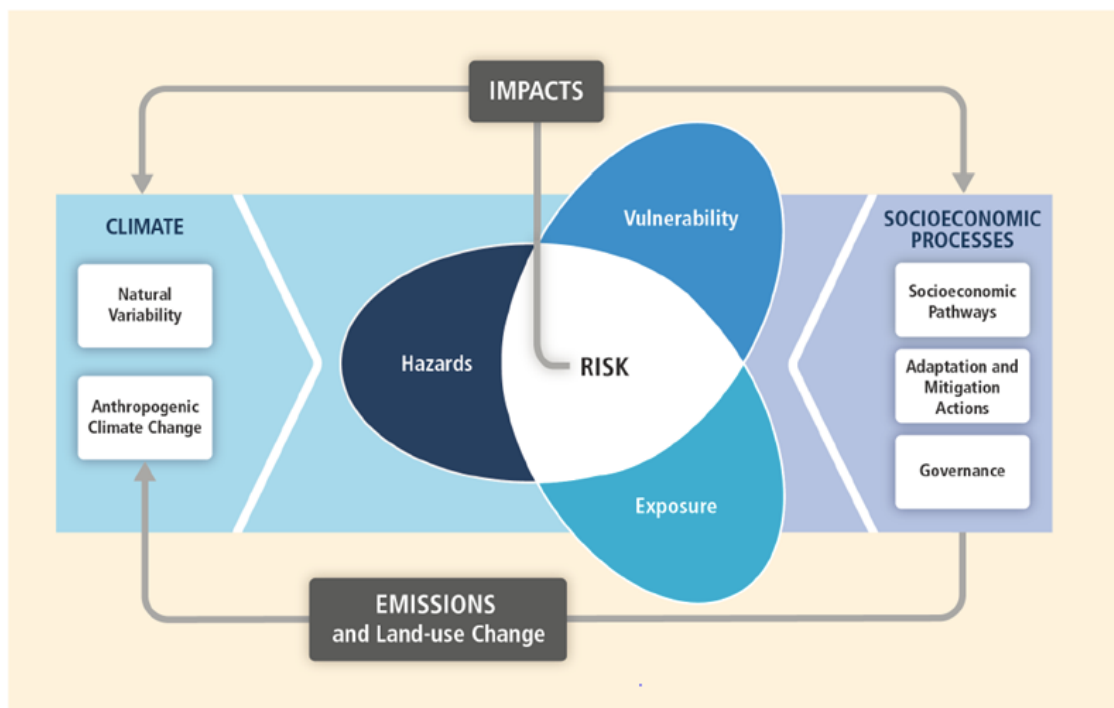 IMPACTS
CLIMATE
Natural
Variability
Anthropogenic
Climate Change
Vulnerability
Hazards
RISK
Exposure
SOCIOECONOMIC
PROCESSES
Socioeconomic
Pathways
Adaptation and
Mitigation
Actions
Governance
EMISSIONS
and Land-use Change